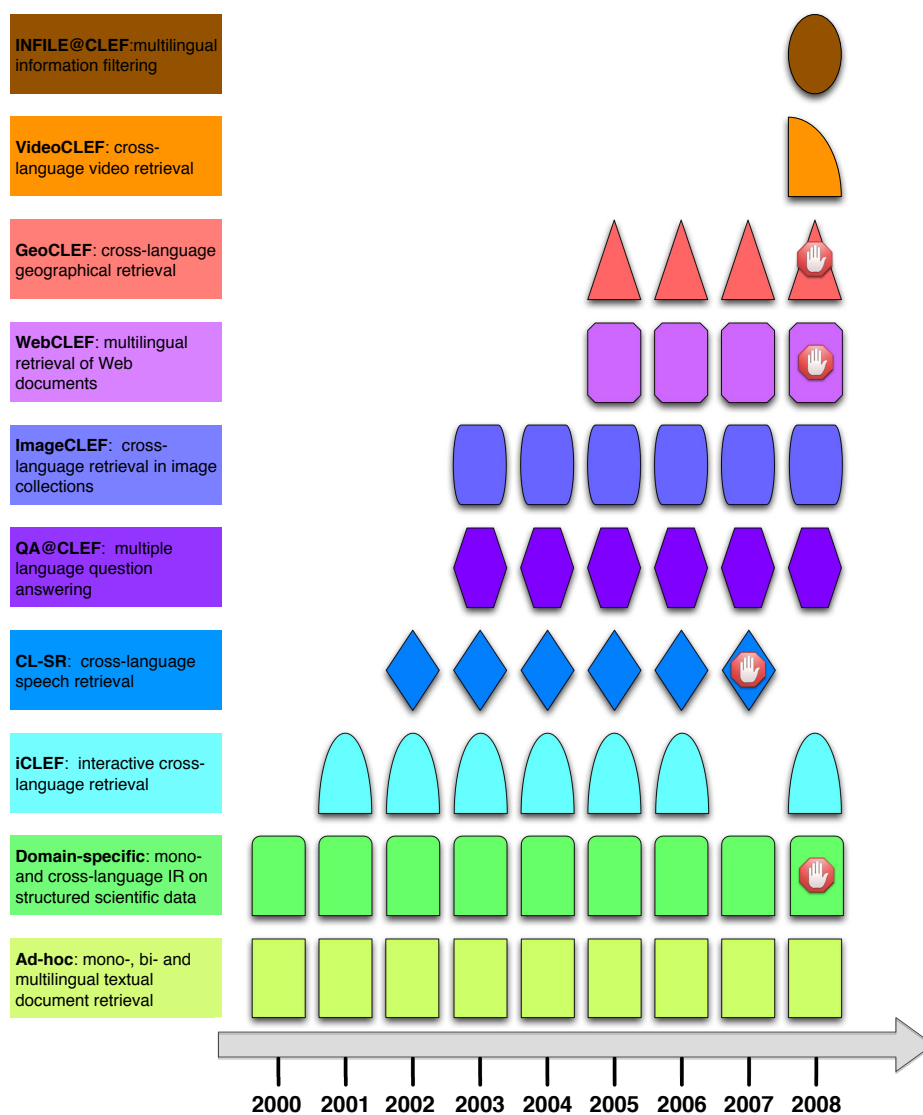 INFILE@CLEF:multilingual
information filtering
VideoCLEF: cross-
language video retrieval
GeoCLEF: cross-language
geographical retrieval
WebCLEF: multilingual
retrieval of Web
documents
ImageCLEF: cross-
language retrieval in image
collections
QA@CLEF: multiple
language question
answering
CL-SR: cross-language
speech retrieval
iCLEF: interactive cross-
language retrieval
Domain-specific: mono-
and cross-language IR on
structured scientific data
Ad-hoc: mono-, bi- and
multilingual textual
document retrieval
2000 2001 2002 2003 2004 2005 2006 2007 2008